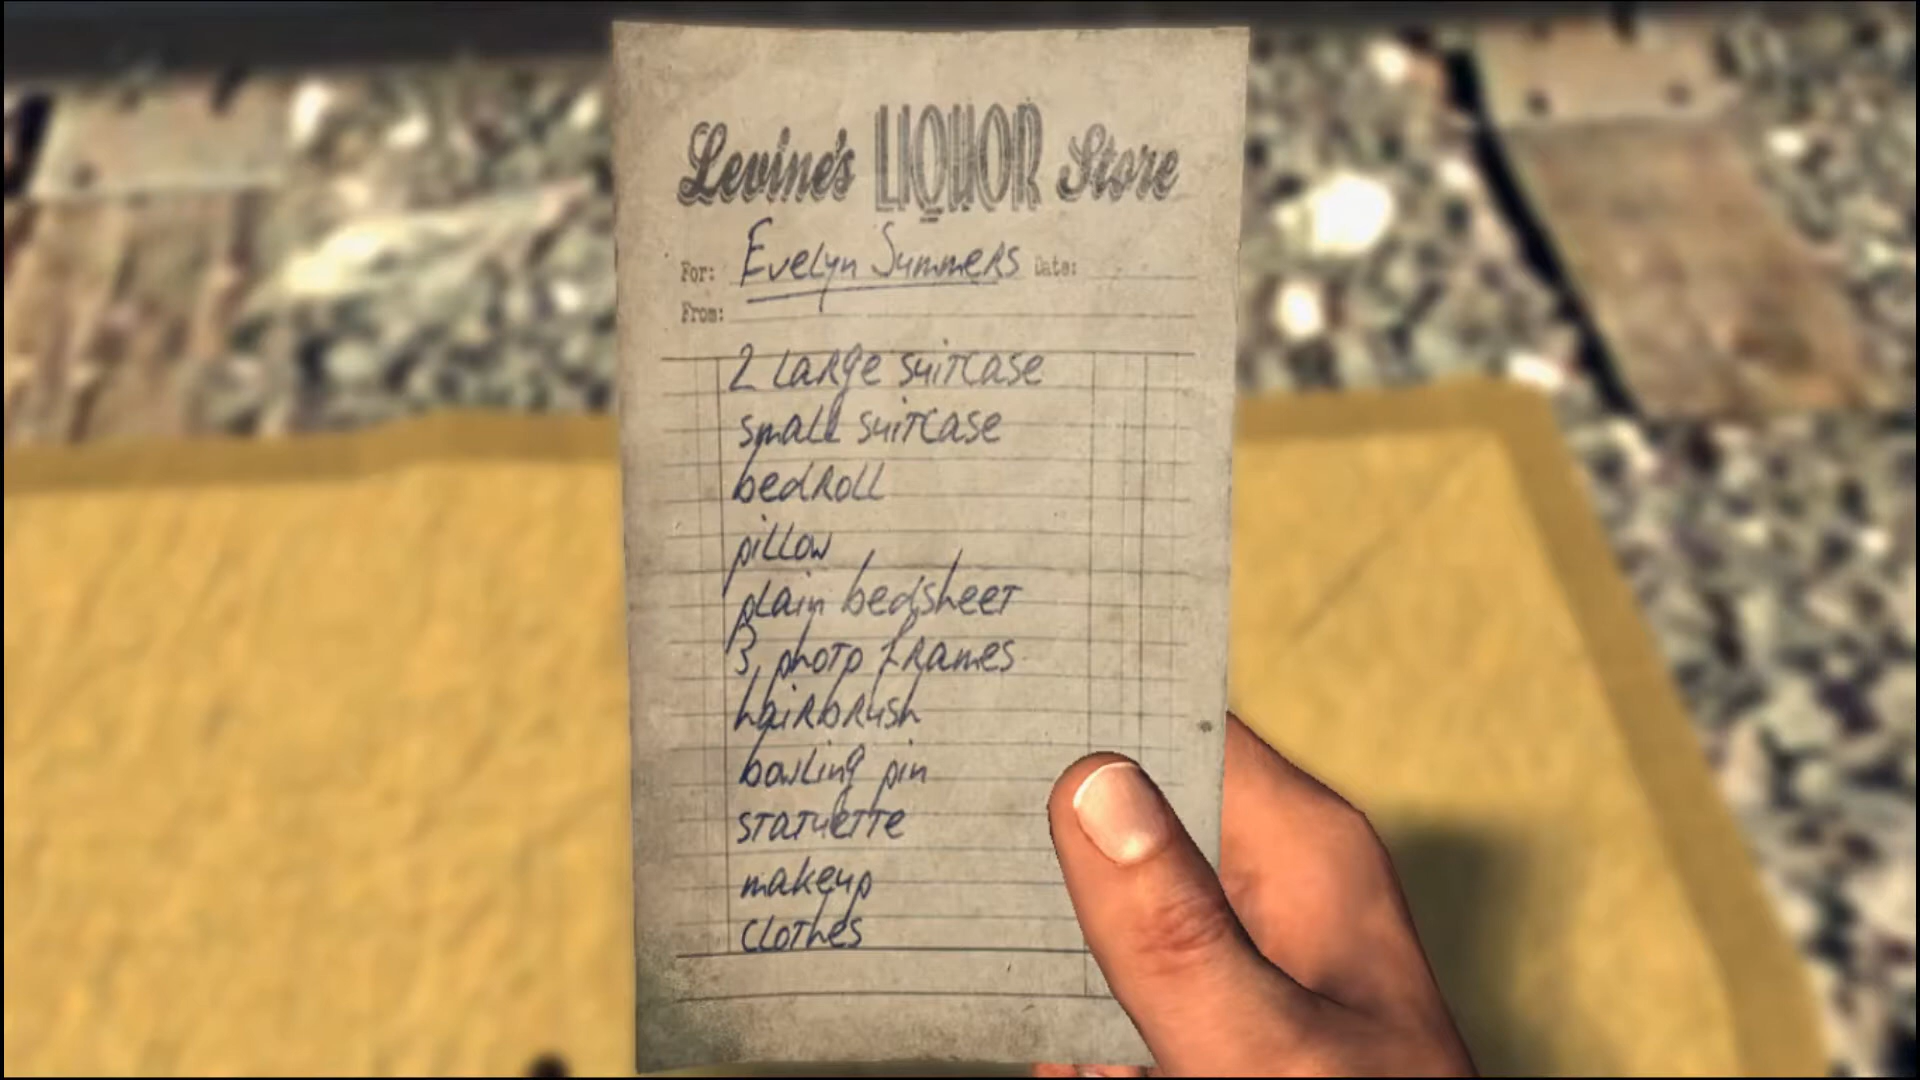 Levine's LIQUOR Store
For: Evelyn Summers Date:
From:
2 large suitcase
small suitcase
bedroll
pillow
plain bedsheet
3 photo frames
hairbrush
bowling pin
statuette
makeup
clothes